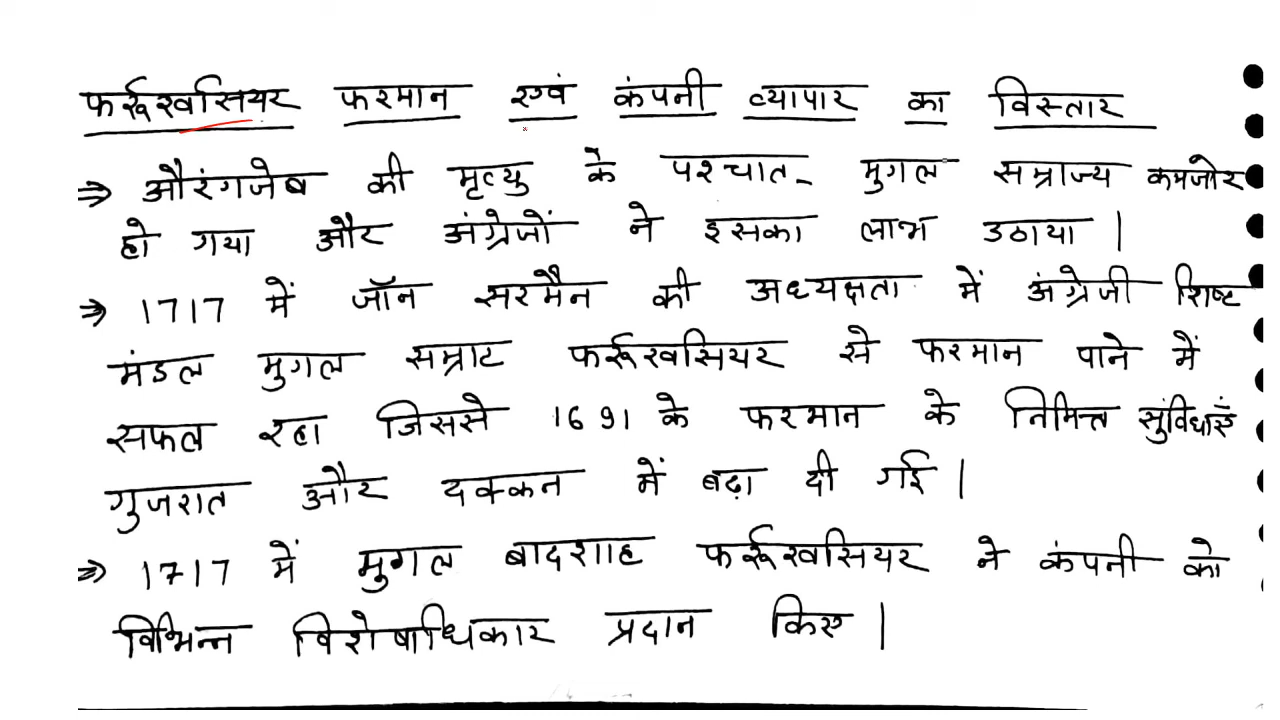 फर्रूखसियर फरमान एवं कंपनी व्यापार का विस्तार
⇒ औरंगजेब की मृत्यु के पश्चात मुगल सम्राज्य कमजोर
हो गया और अंग्रेजों ने इसका लाभ उठाया |
⇒ 1717 में जॉन सरमैन की अध्यक्षता में अंग्रेजी शिष्ट
मंडल मुगल सम्राट फर्रूखसियर से फरमान पाने में
सफल रहा जिससे 1691 के फरमान के निमित्त सुविधाएँ
गुजरात और दक्कन में बढ़ा दी गई |
⇒ 1717 में मुगल बादशाह फर्रूखसियर ने कंपनी को
विभिन्न विशेषाधिकार प्रदान किए |